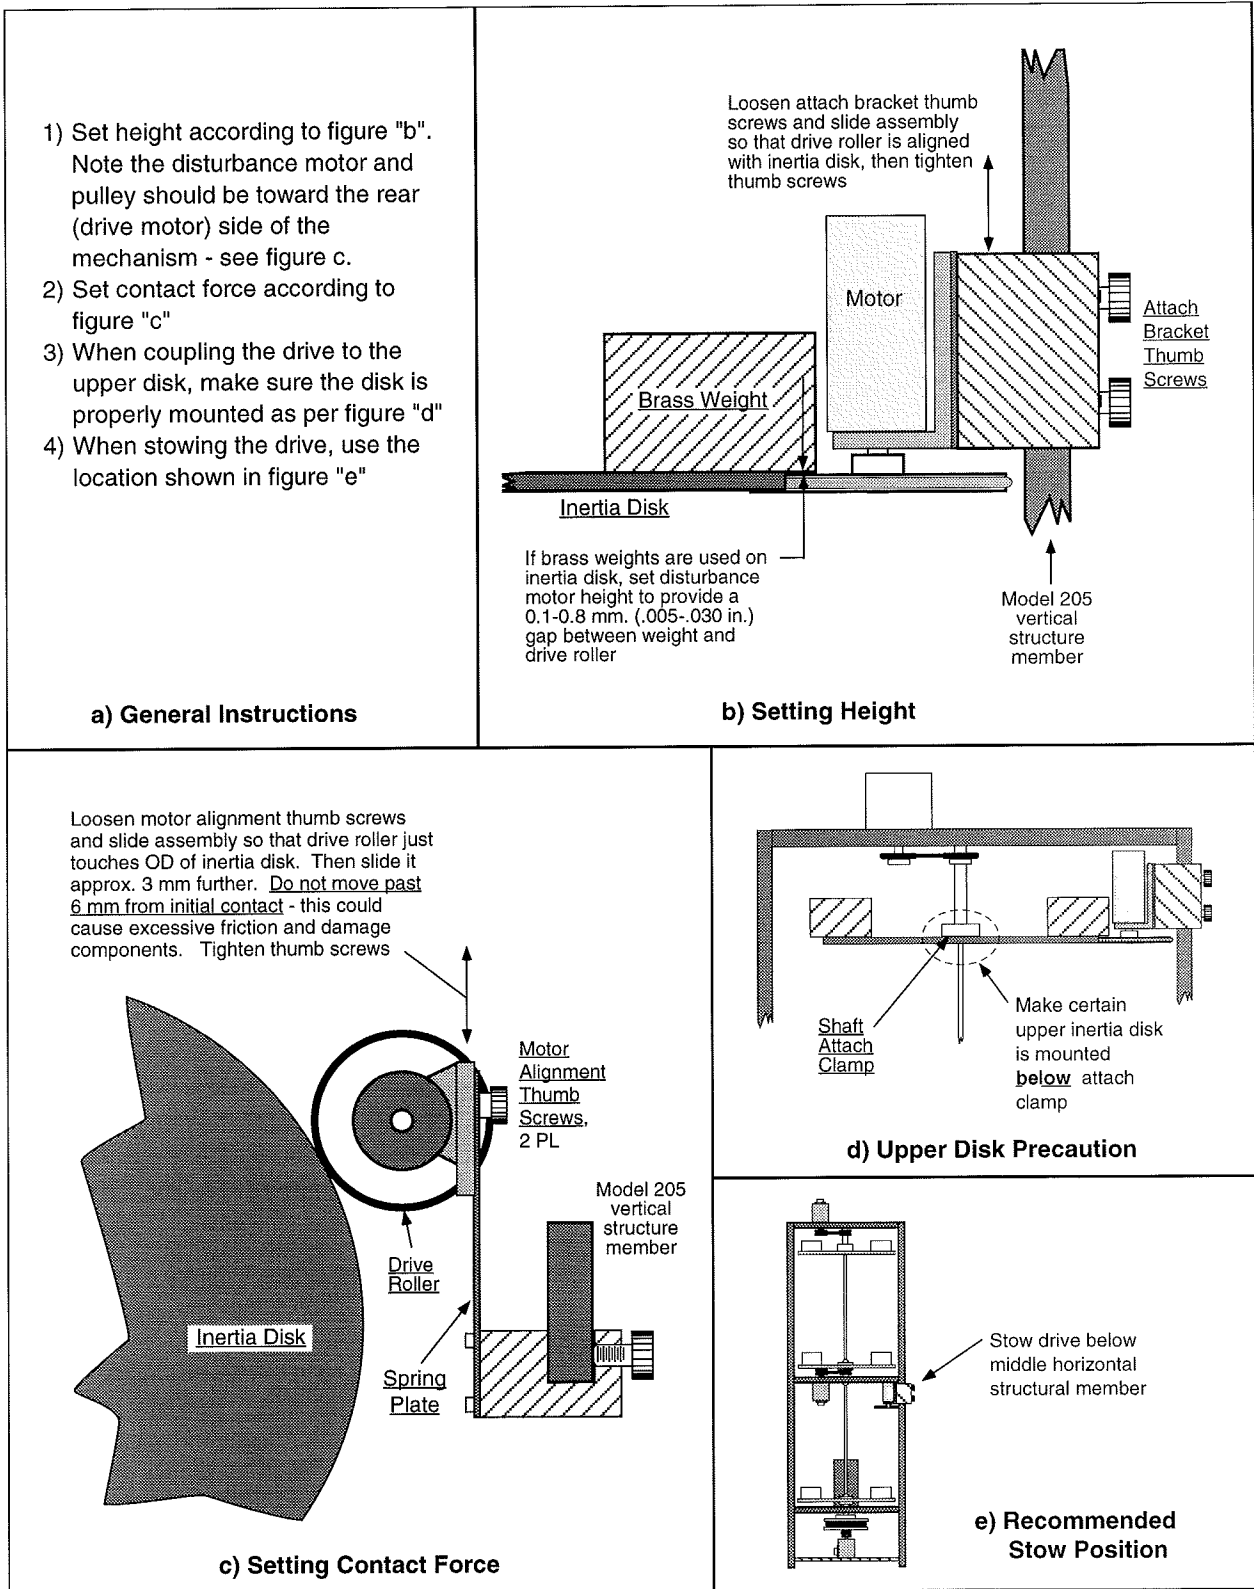 1) Set height according to figure "b".
Note the disturbance motor and
pulley should be toward the rear
(drive motor) side of the
mechanism - see figure c.
2) Set contact force according to
figure "c"
3) When coupling the drive to the
upper disk, make sure the disk is
properly mounted as per figure "d"
4) When stowing the drive, use the
location shown in figure "e"
a) General Instructions
Loosen attach bracket thumb
screws and slide assembly
so that drive roller is aligned
with inertia disk, then tighten
thumb screws
Motor
Attach
Bracket
Thumb
Screws
Brass Weight
Inertia Disk
If brass weights are used on
inertia disk, set disturbance
motor height to provide a
0.1-0.8 mm. (.005-.030 in.)
gap between weight and
drive roller
Model 205
vertical
structure
member
b) Setting Height
Loosen motor alignment thumb screws
and slide assembly so that drive roller just
touches OD of inertia disk. Then slide it
approx. 3 mm further. Do not move past
6 mm from initial contact - this could
cause excessive friction and damage
components. Tighten thumb screws
Motor
Alignment
Thumb
Screws,
2 PL
Model 205
vertical
structure
member
Drive
Roller
Inertia Disk
Spring
Plate
c) Setting Contact Force
Shaft
Attach
Clamp
Make certain
upper inertia disk
is mounted
below attach
clamp
d) Upper Disk Precaution
Stow drive below
middle horizontal
structural member
e) Recommended
Stow Position